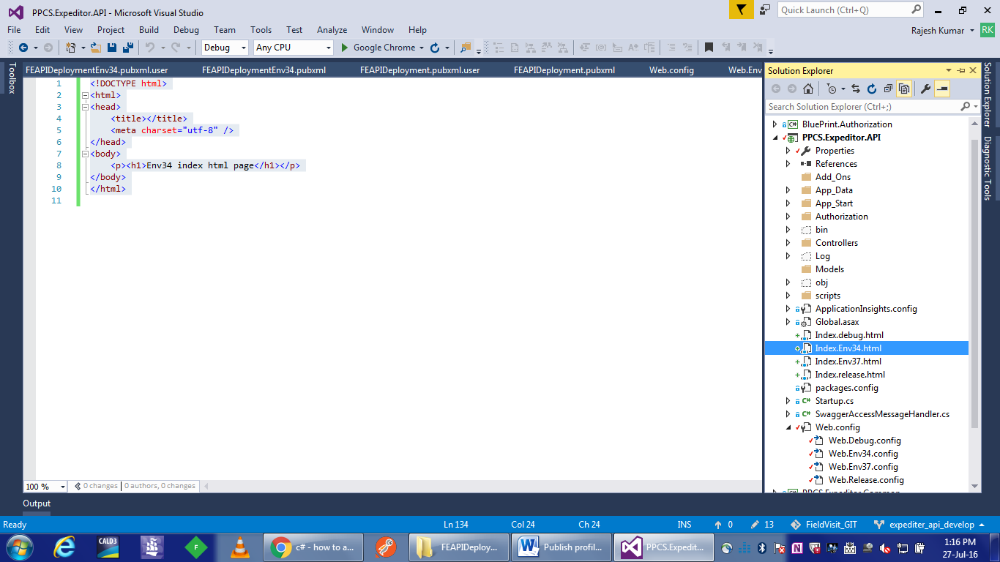 PPCS.Expeditor.API - Microsoft Visual Studio
Quick Launch (Ctrl+Q)
File Edit View Project Build Debug Team Tools Test Analyze Window Help
Rajesh Kumar RK
Debug Any CPU Google Chrome
Toolbox
FEAPIDeploymentEnv34.pubxml.user FEAPIDeploymentEnv34.pubxml FEAPIDeployment.pubxml.user FEAPIDeployment.pubxml Web.config Web.Env
1 <!DOCTYPE html>
2 <html>
3 <head>
4 <title></title>
5 <meta charset="utf-8" />
6 </head>
7 <body>
8 <p><h1>Env34 index html page</h1></p>
9 </body>
10 </html>
11
100 % 0 changes 0 authors, 0 changes
Solution Explorer
Search Solution Explorer (Ctrl+;)
BluePrint.Authorization
PPCS.Expeditor.API
Properties
References
Add_Ons
App_Data
App_Start
Authorization
bin
Controllers
Log
Models
obj
scripts
ApplicationInsights.config
Global.asax
Index.debug.html
Index.Env34.html
Index.Env37.html
Index.release.html
packages.config
C# Startup.cs
C# SwaggerAccessMessageHandler.cs
Web.config
Web.Debug.config
Web.Env34.config
Web.Env37.config
Web.Release.config
Solution Explorer
Diagnostic Tools
Output
Ready Ln 134 Col 24 Ch 24 INS 0 13 FieldVisit_GIT expediter_api_develop
CALD3 F c# - how to a... FEAPIDeploy... Publish profil... PPCS.Expedit... 1:16 PM
27-Jul-16